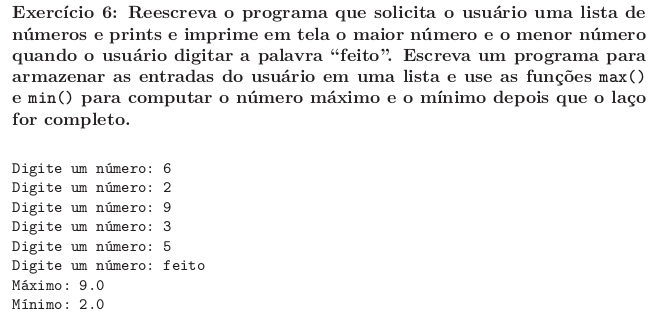 Exercício 6: Reescreva o programa que solicita o usuário uma lista de
números e prints e imprime em tela o maior número e o menor número
quando o usuário digitar a palavra “feito”. Escreva um programa para
armazenar as entradas do usuário em uma lista e use as funções max()
e min() para computar o número máximo e o mínimo depois que o laço
for completo.
Digite um número: 6
Digite um número: 2
Digite um número: 9
Digite um número: 3
Digite um número: 5
Digite um número: feito
Máximo: 9.0
Mínimo: 2.0